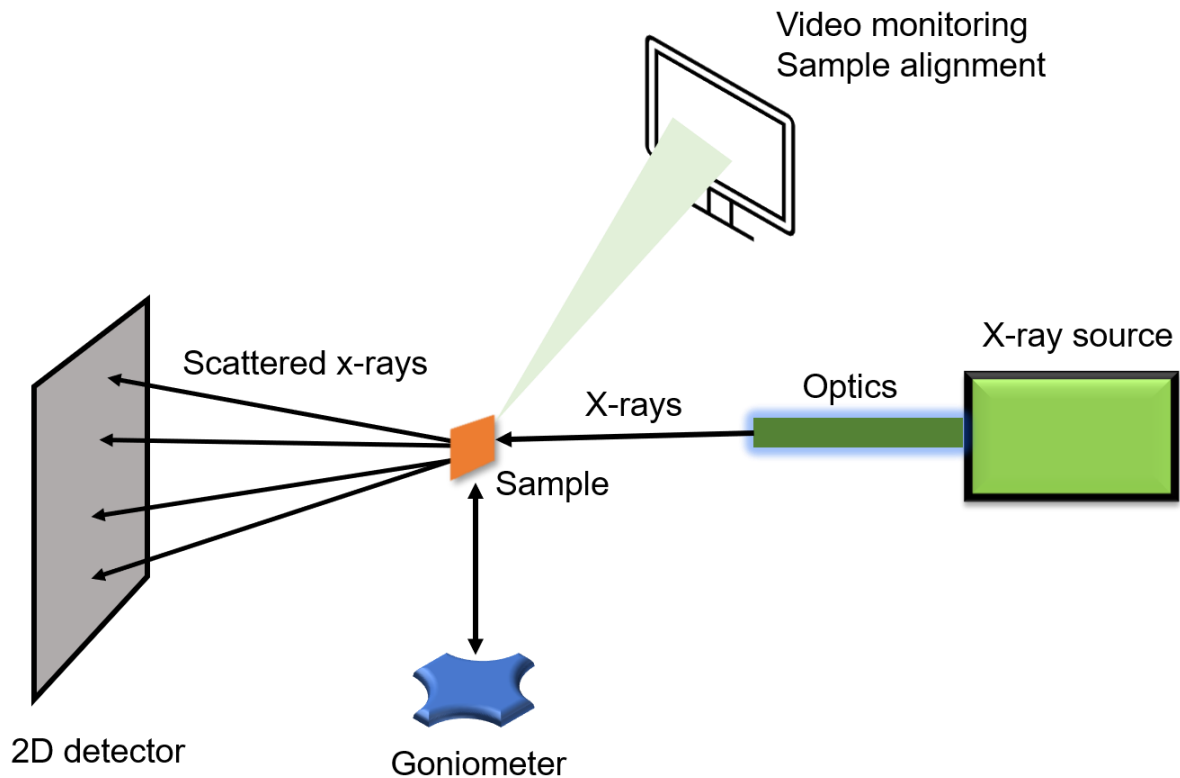 Video monitoring
Sample alignment
X-ray source
Scattered x-rays
Optics
X-rays
Sample
2D detector
Goniometer